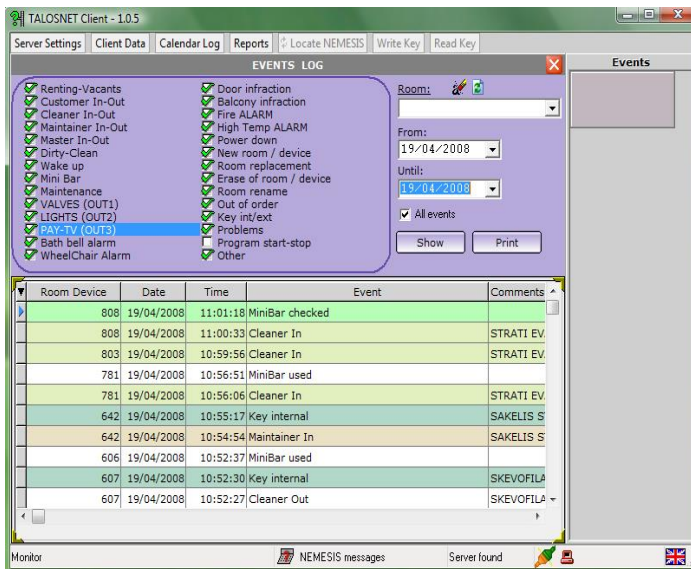 TALOSNET Client - 1.0.5
Server Settings Client Data Calendar Log Reports Locate NEMESIS Write Key Read Key
EVENTS LOG
Events
Renting-Vacants
Customer In-Out
Cleaner In-Out
Maintainer In-Out
Master In-Out
Dirty-Clean
Wake up
Mini Bar
Maintenance
VALVES (OUT1)
LIGHTS (OUT2)
PAY-TV (OUT3)
Bath bell alarm
WheelChair Alarm
Door infraction
Balcony infraction
Fire ALARM
High Temp ALARM
Power down
New room / device
Room replacement
Erase of room / device
Room rename
Out of order
Key int/ext
Problems
Program start-stop
Other
Room:
From:
19/04/2008
Until:
19/04/2008
All events
Show Print
Room Device Date Time Event Comments
808 19/04/2008 11:01:18 MiniBar checked
808 19/04/2008 11:00:33 Cleaner In STRATI EV
803 19/04/2008 10:59:56 Cleaner In STRATI EV
781 19/04/2008 10:56:51 MiniBar used
781 19/04/2008 10:56:06 Cleaner In STRATI EV
642 19/04/2008 10:55:17 Key internal SAKELIS S
642 19/04/2008 10:54:54 Maintainer In SAKELIS S
606 19/04/2008 10:52:37 MiniBar used
607 19/04/2008 10:52:30 Key internal SKEVOFILA
607 19/04/2008 10:52:27 Cleaner Out SKEVOFILA
Monitor NEMESIS messages Server found